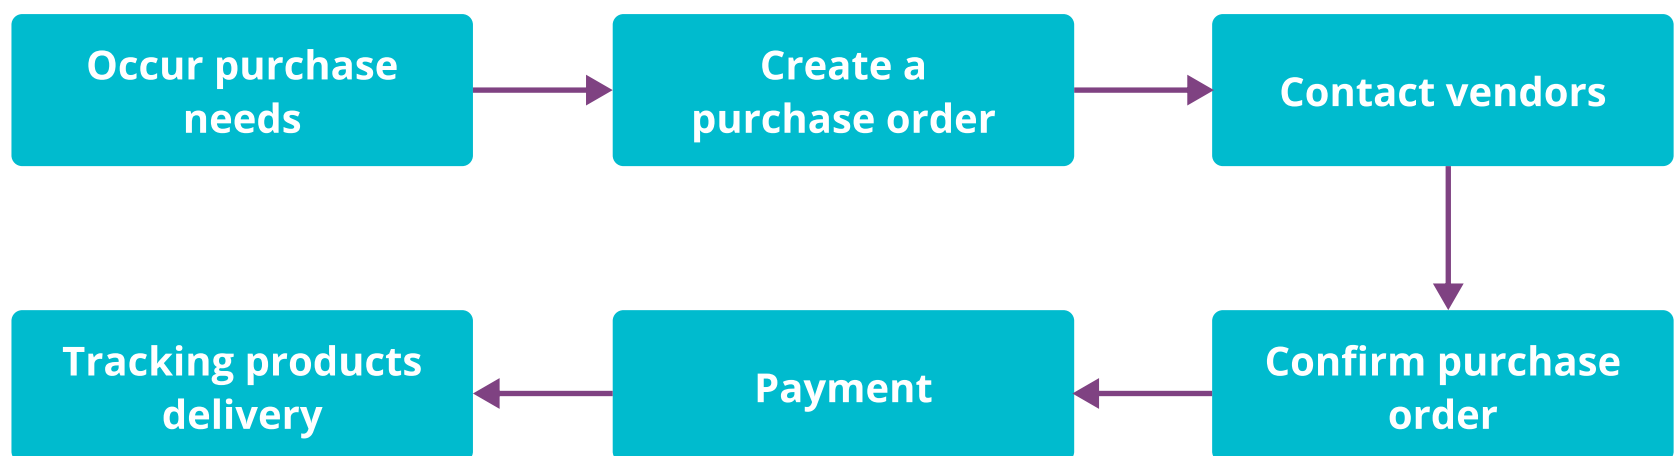 Occur purchase
needs
Create a
purchase order
Contact vendors
Confirm purchase
order
Payment
Tracking products
delivery